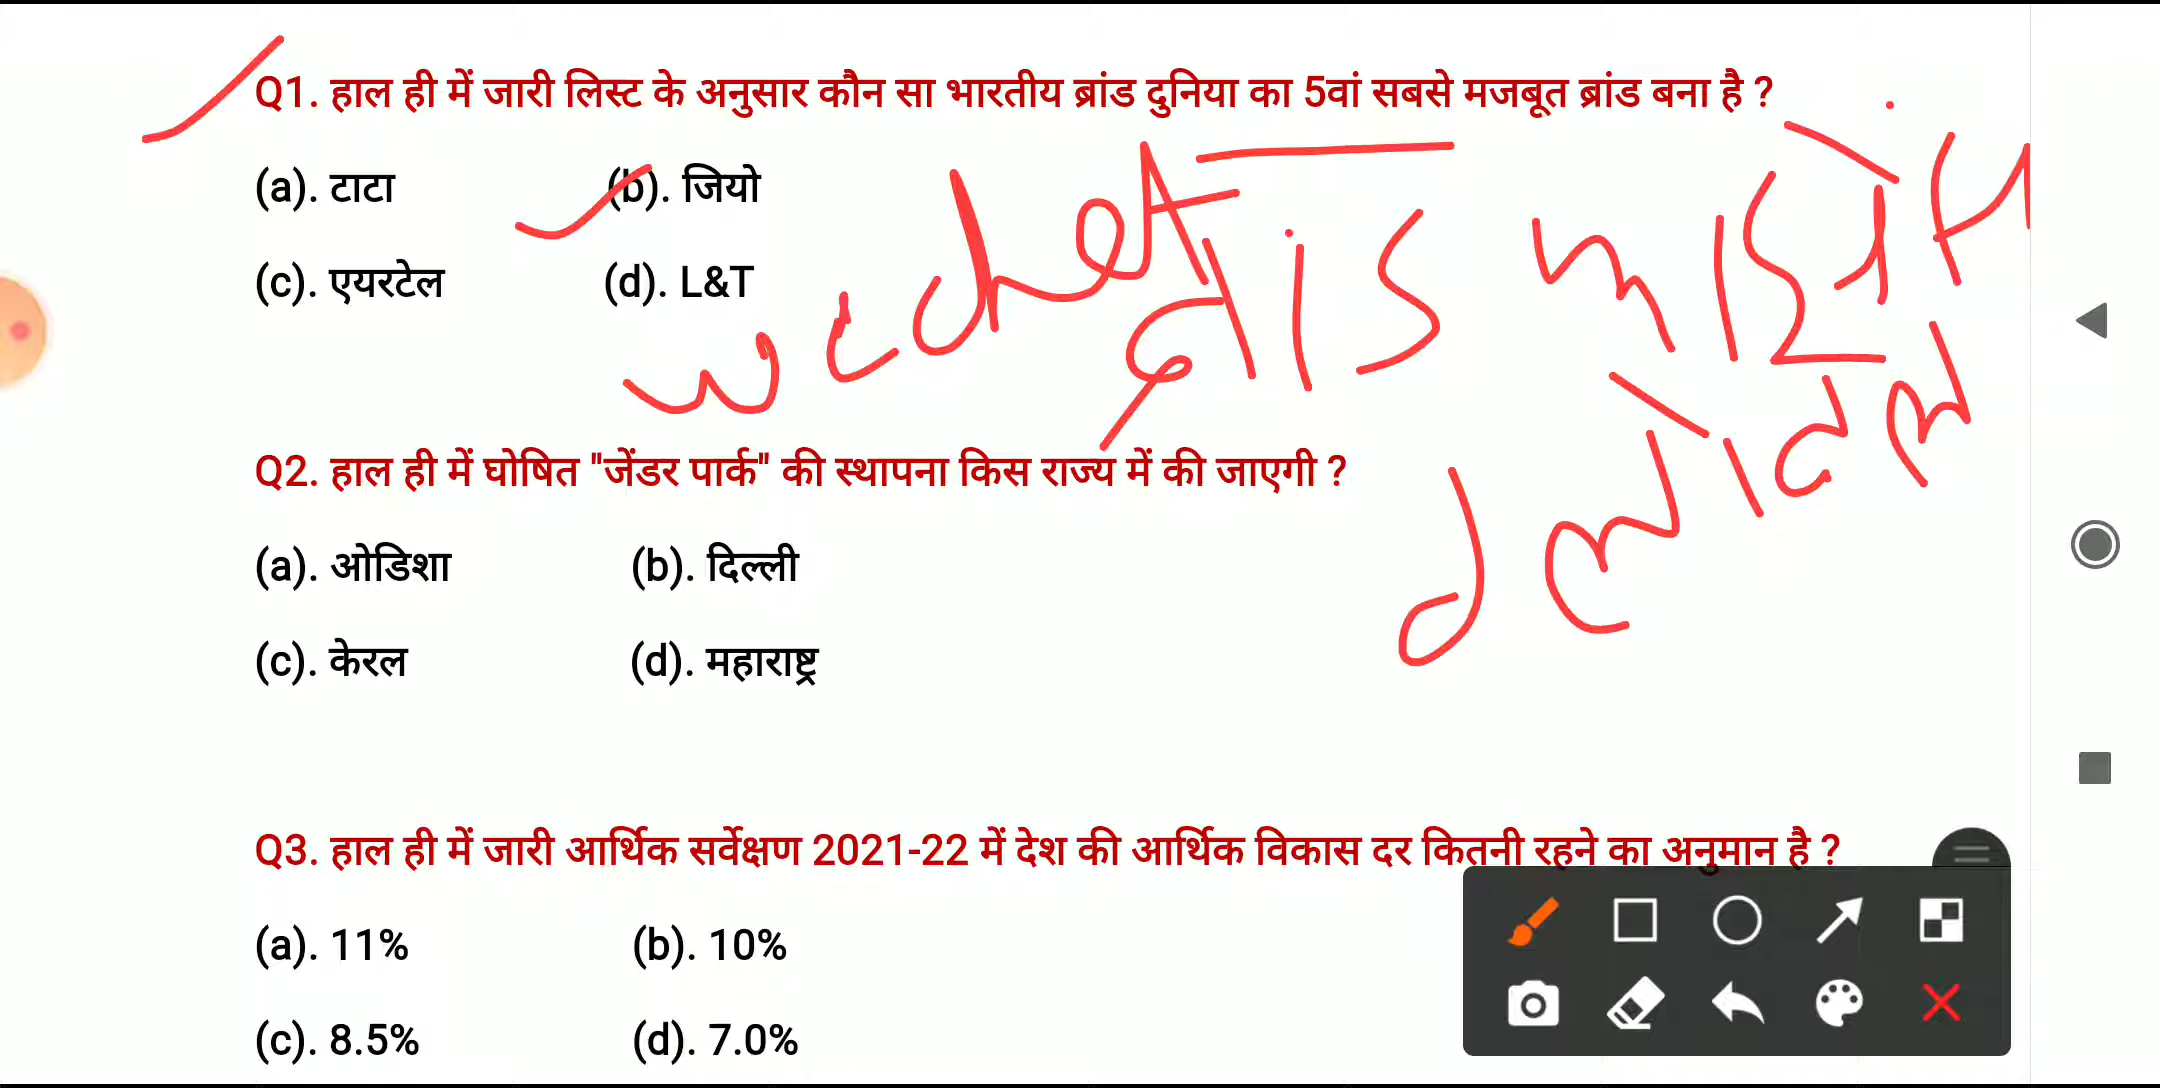 Q1. हाल ही में जारी लिस्ट के अनुसार कौन सा भारतीय ब्रांड दुनिया का 5वां सबसे मजबूत ब्रांड बना है ?
(a). टाटा (b). जियो
(c). एयरटेल (d). L&T
Q2. हाल ही में घोषित "जेंडर पार्क" की स्थापना किस राज्य में की जाएगी ?
(a). ओडिशा (b). दिल्ली
(c). केरल (d). महाराष्ट्र
Q3. हाल ही में जारी आर्थिक सर्वेक्षण 2021-22 में देश की आर्थिक विकास दर कितनी रहने का अनुमान है ?
(a). 11% (b). 10%
(c). 8.5% (d). 7.0%